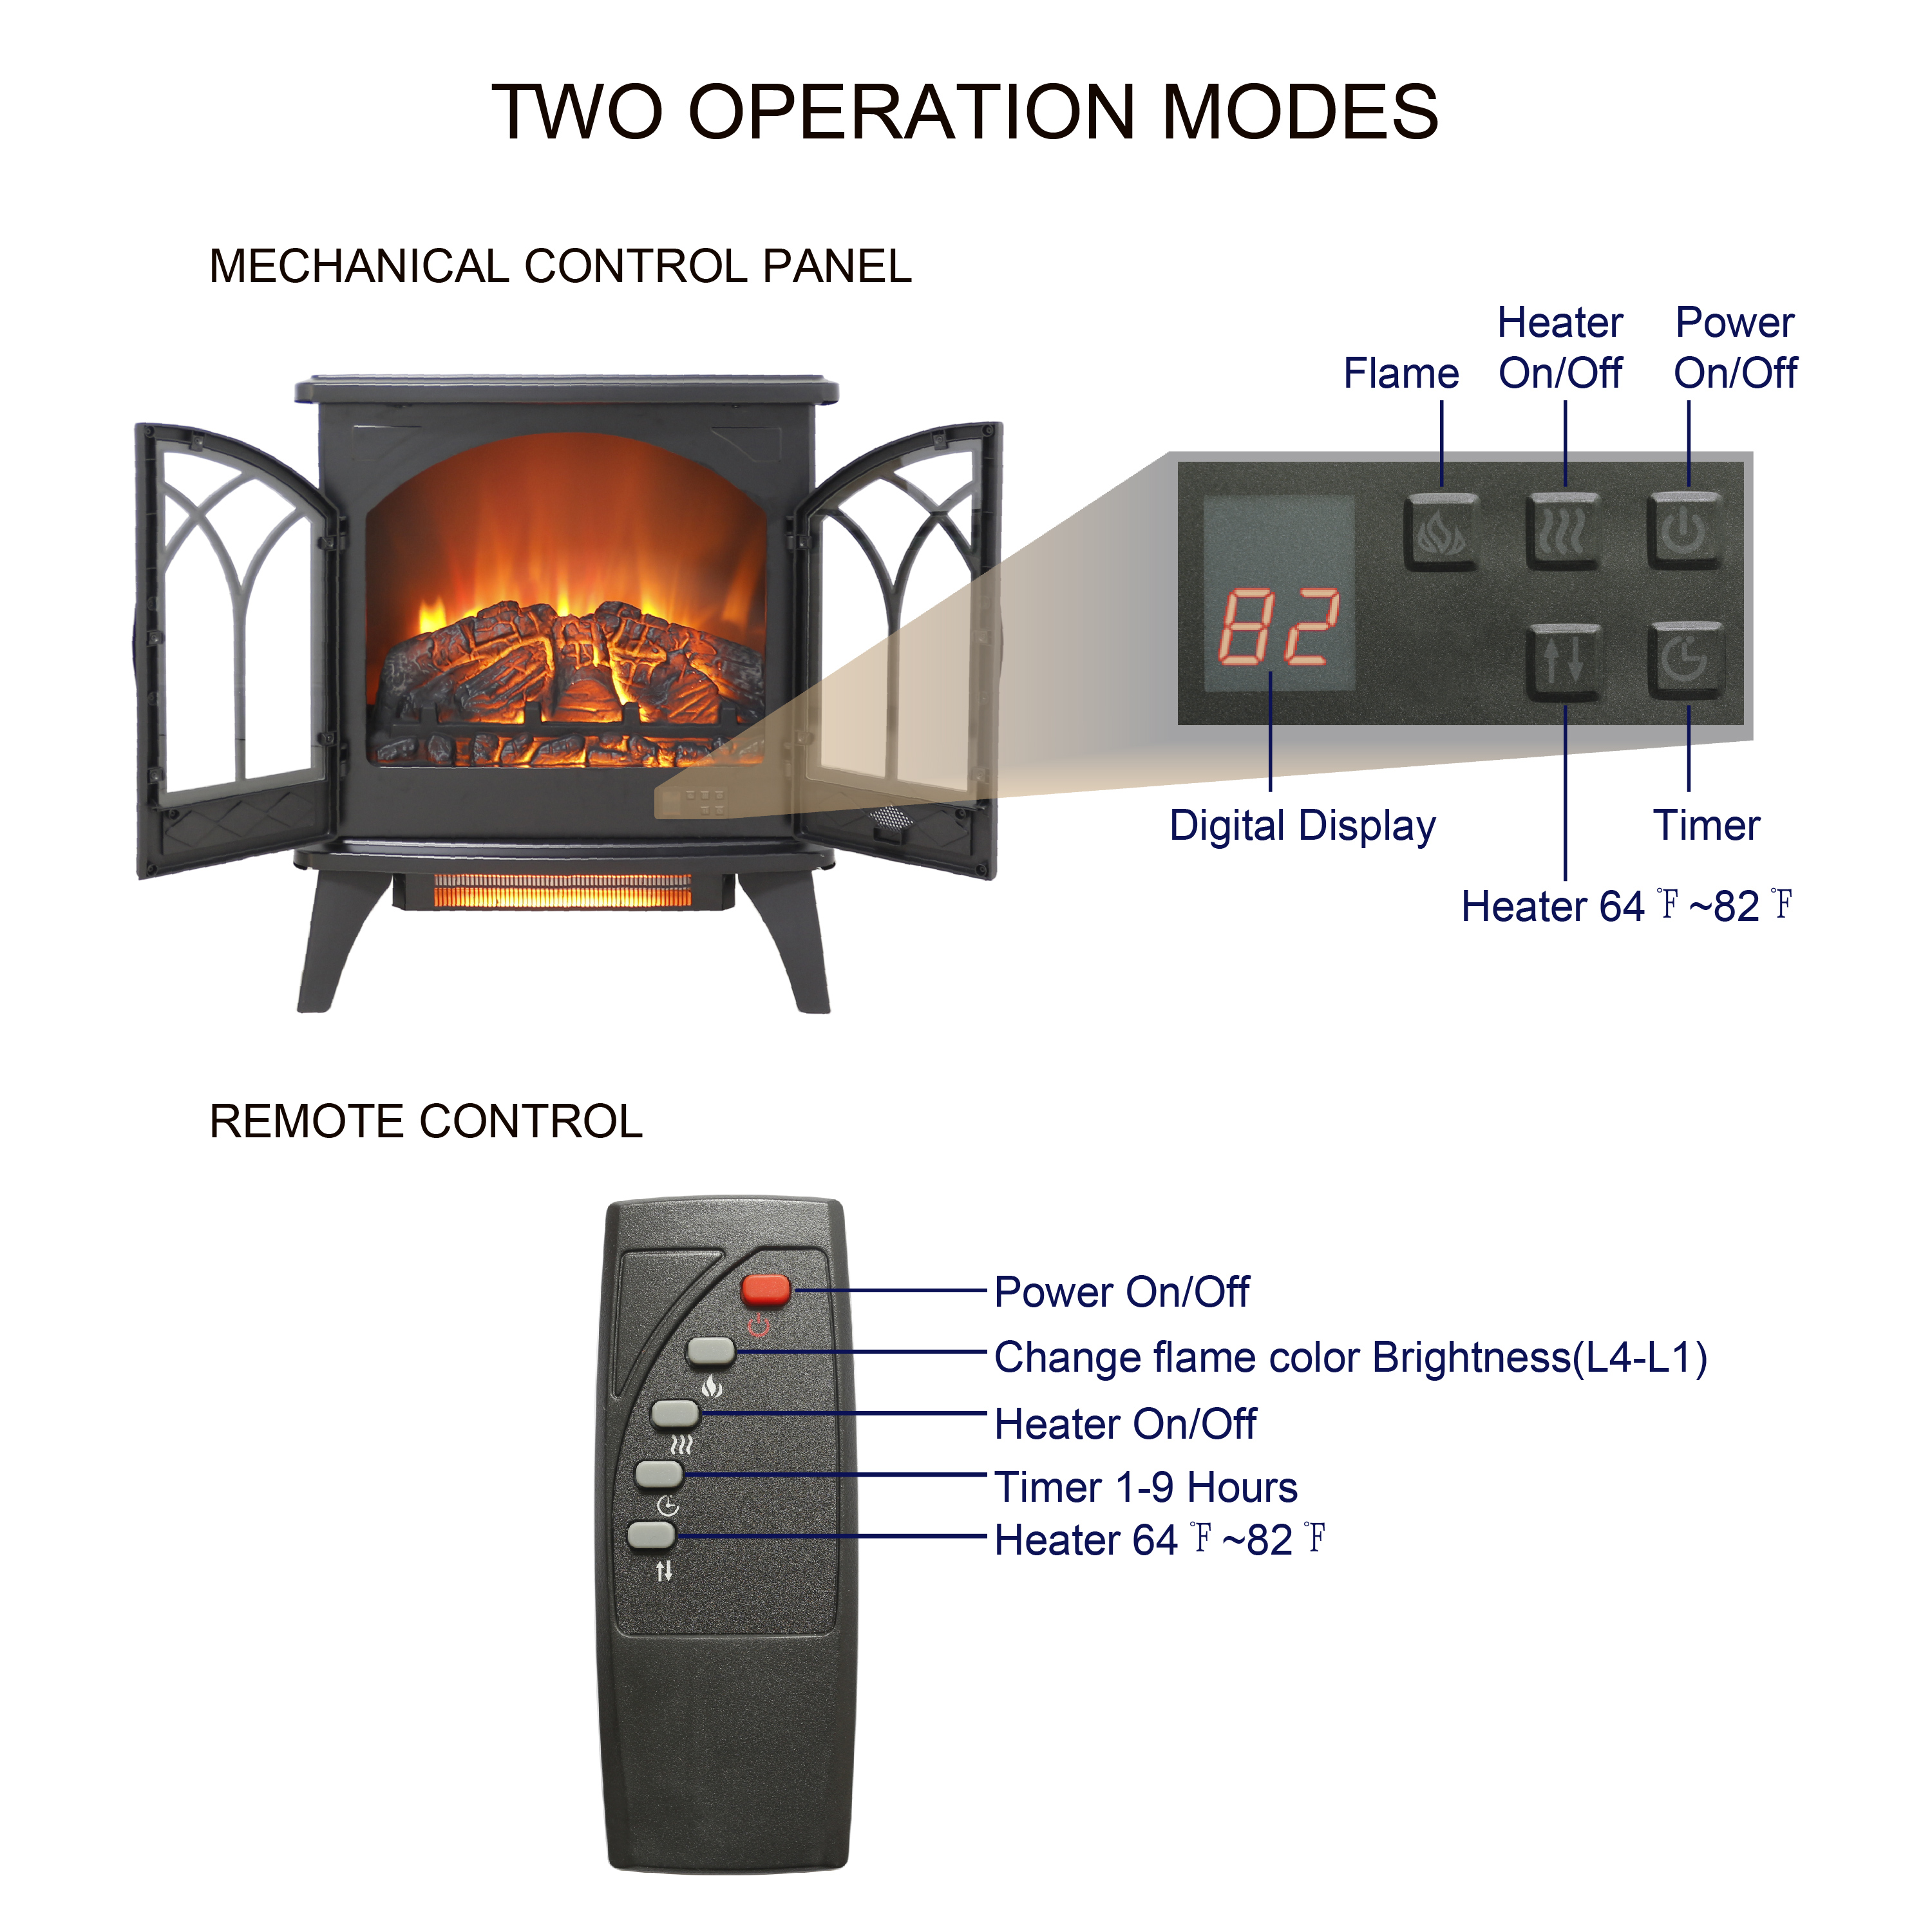 TWO OPERATION MODES
MECHANICAL CONTROL PANEL
Flame
Heater
On/Off
Power
On/Off
82
Digital Display
Timer
Heater 64 ℉ ~82 ℉
REMOTE CONTROL
Power On/Off
Change flame color Brightness(L4-L1)
Heater On/Off
Timer 1-9 Hours
Heater 64 ℉ ~82 ℉